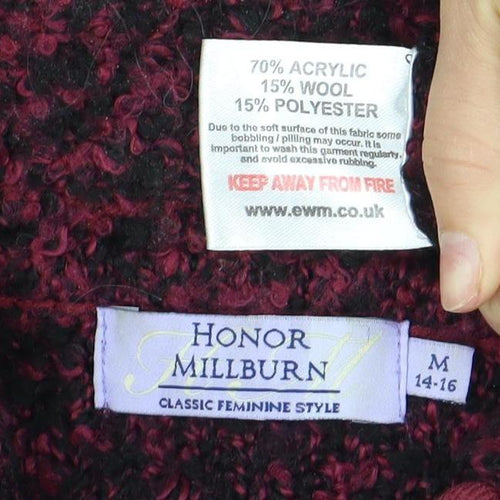 70% ACRYLIC
15% WOOL
15% POLYESTER
Due to the soft surface of this fabric some
bobbling / pilling may occur. It is
important to wash this garment regularly,
and avoid excessive rubbing.
KEEP AWAY FROM FIRE
www.ewm.co.uk
HONOR
MILLBURN
CLASSIC FEMININE STYLE
M
14-16